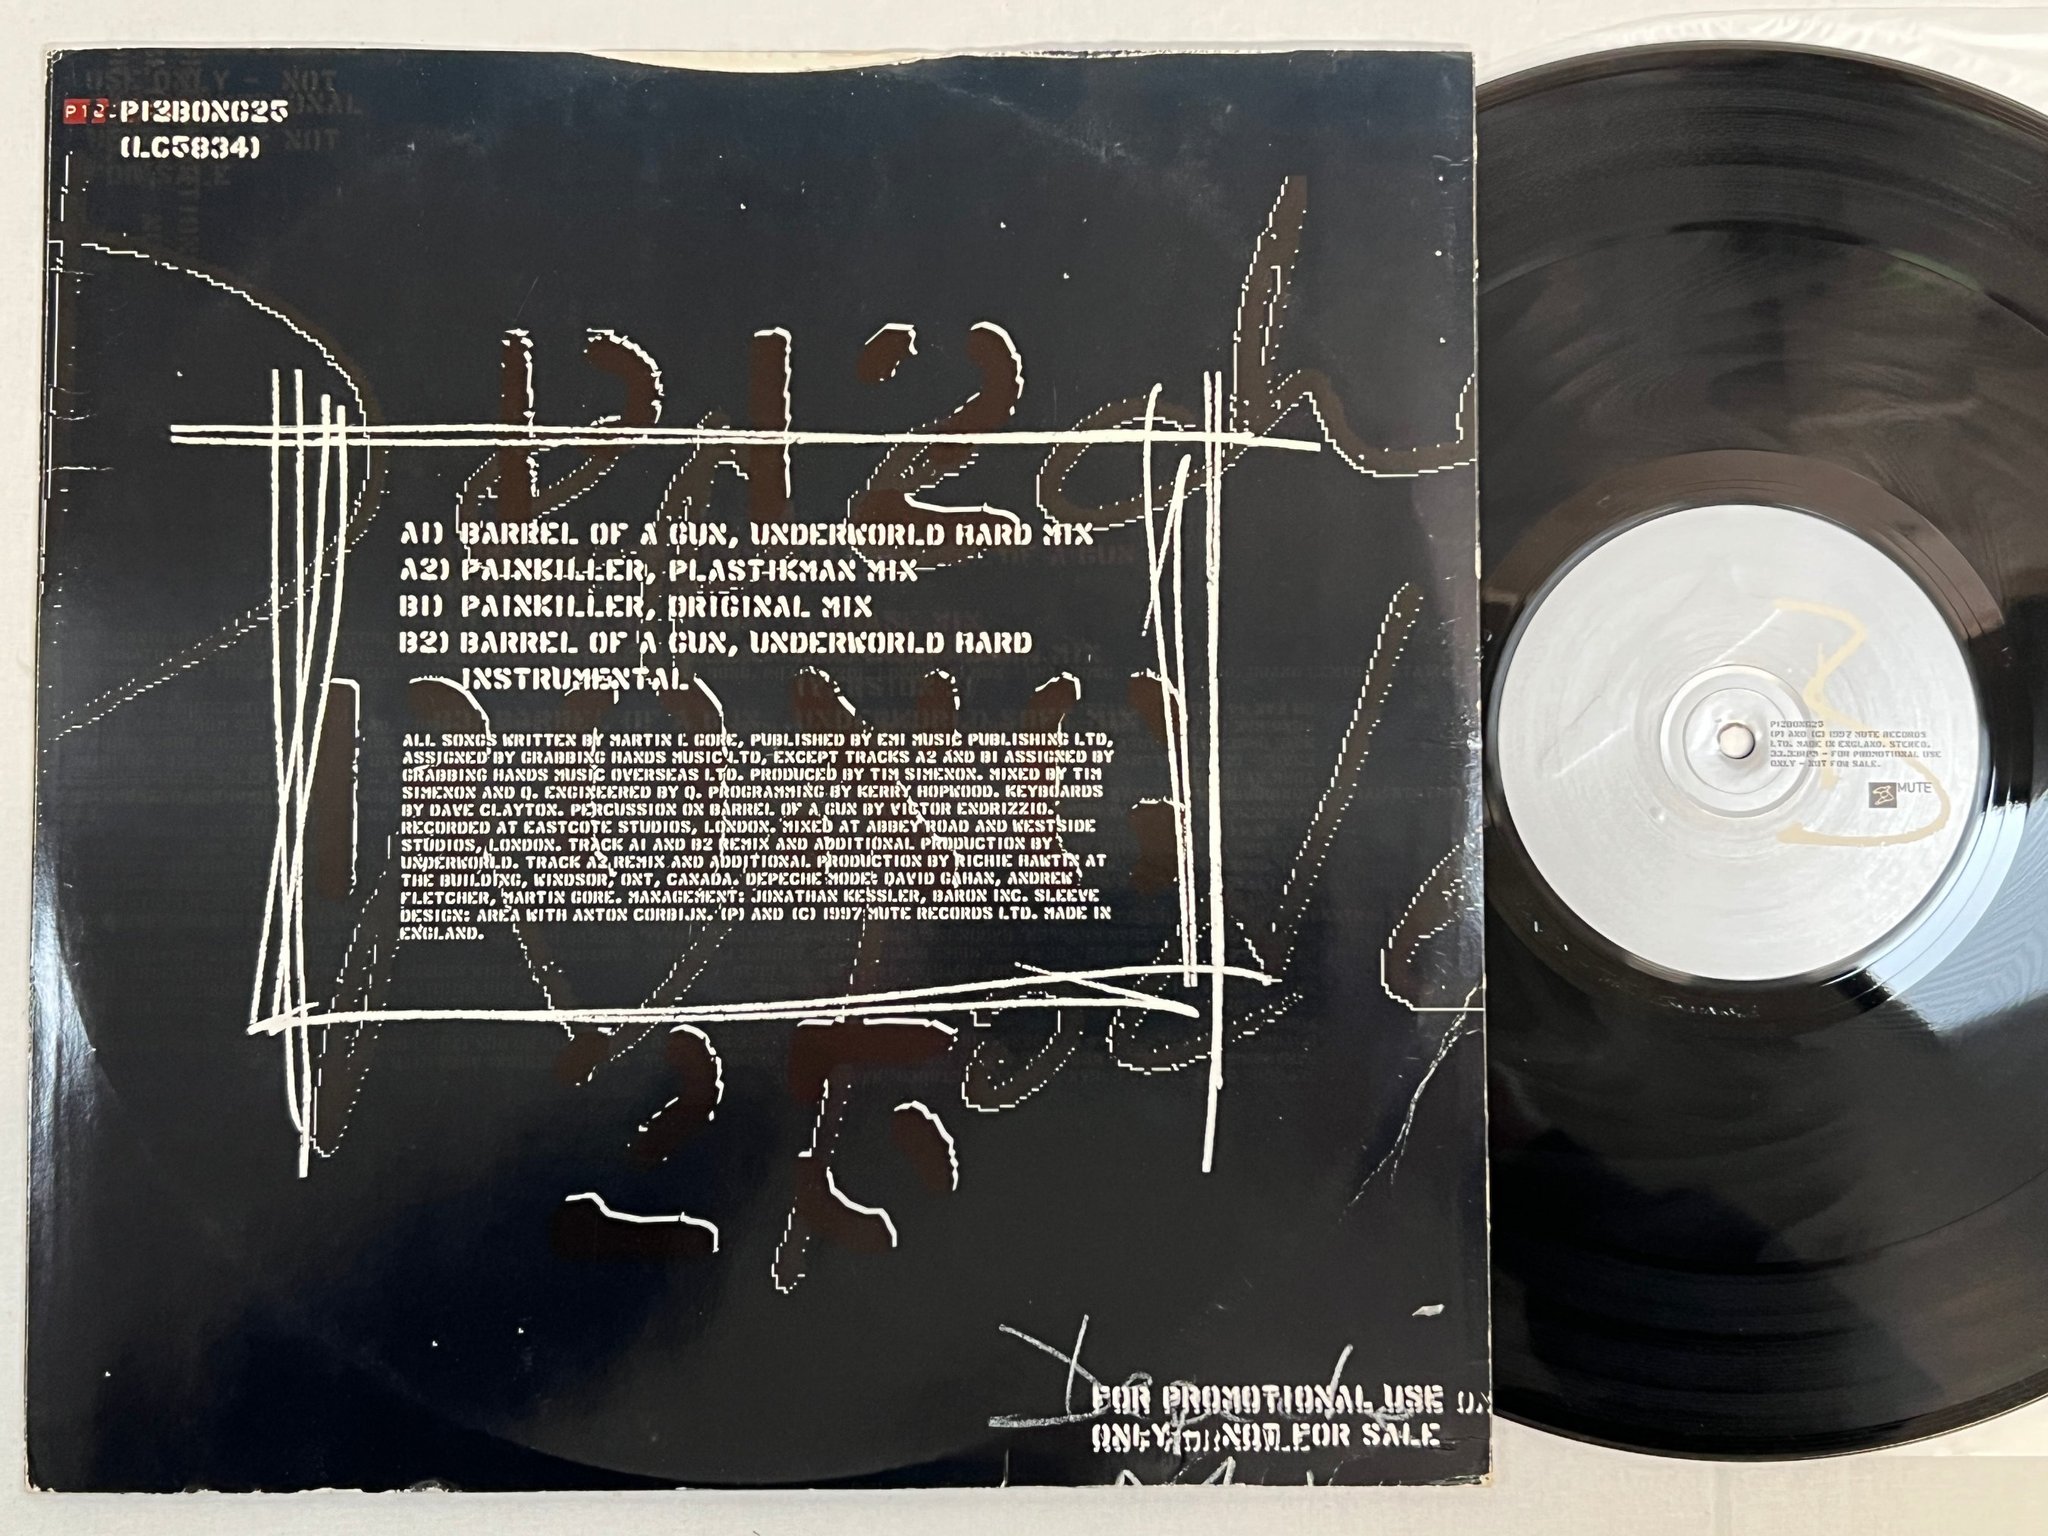 P12BONG25
(LC5834)
A1) BARREL OF A GUN, UNDERWORLD HARD MIX
A2) PAINKILLER, PLASTIKMAN MIX
B1) PAINKILLER, ORIGINAL MIX
B2) BARREL OF A GUN, UNDERWORLD HARD
INSTRUMENTAL
ALL SONGS WRITTEN BY MARTIN L GORE, PUBLISHED BY EMI MUSIC PUBLISHING LTD,
ASSIGNED BY GRABBING HANDS MUSIC LTD, EXCEPT TRACKS A2 AND B1 ASSIGNED BY
GRABBING HANDS MUSIC OVERSEAS LTD. PRODUCED BY TIM SIMENON. MIXED BY TIM
SIMENON AND Q. ENGINEERED BY Q. PROGRAMMING BY KERRY HOPWOOD. KEYBOARDS
BY DAVE CLAYTON. PERCUSSION ON BARREL OF A GUN BY VICTOR ENDRIZZIO.
RECORDED AT EASTCOTE STUDIOS, LONDON. MIXED AT ABBEY ROAD AND WESTSIDE
STUDIOS, LONDON. TRACK A1 AND B2 REMIX AND ADDITIONAL PRODUCTION BY
UNDERWORLD. TRACK A2 REMIX AND ADDITIONAL PRODUCTION BY RICHIE HAWTIN AT
THE BUILDING, WINDSOR, ONT, CANADA. DEPECHE MODE: DAVID GAHAN, ANDREW
FLETCHER, MARTIN GORE. MANAGEMENT: JONATHAN KESSLER, BARON INC. SLEEVE
DESIGN: AREA WITH ANTON CORBIJN. (P) AND (C) 1997 MUTE RECORDS LTD. MADE IN
ENGLAND.
FOR PROMOTIONAL USE
ONLY - NOT FOR SALE
B
P12BONG25
(P) AND (C) 1997 MUTE RECORDS
LTD. MADE IN ENGLAND. STEREO.
33.33RPM - FOR PROMOTIONAL USE
ONLY - NOT FOR SALE.
MUTE